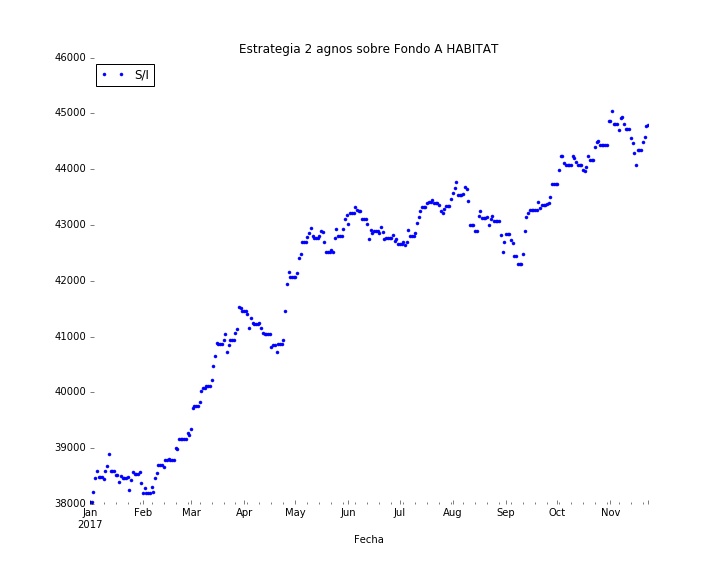 Estrategia 2 agnos sobre Fondo A HABITAT
46000
S/I
45000
44000
43000
42000
41000
40000
39000
38000
Jan Feb Mar Apr May Jun Jul Aug Sep Oct Nov
2017
Fecha